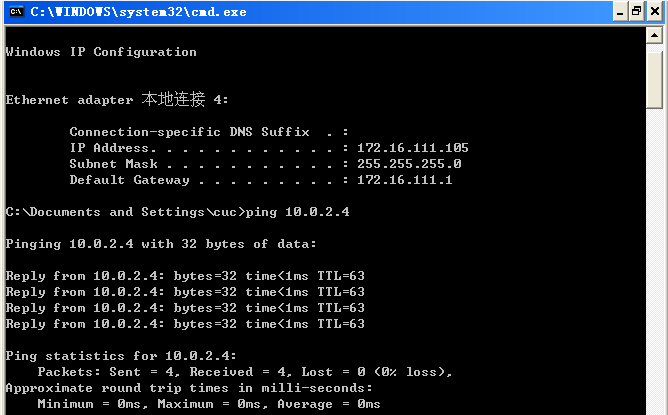 C:\WINDOWS\system32\cmd.exe
Windows IP Configuration
Ethernet adapter 本地连接 4:
Connection-specific DNS Suffix  . :
IP Address. . . . . . . . . . . . : 172.16.111.105
Subnet Mask . . . . . . . . . . . : 255.255.255.0
Default Gateway . . . . . . . . . : 172.16.111.1
C:\Documents and Settings\cuc>ping 10.0.2.4
Pinging 10.0.2.4 with 32 bytes of data:
Reply from 10.0.2.4: bytes=32 time<1ms TTL=63
Reply from 10.0.2.4: bytes=32 time<1ms TTL=63
Reply from 10.0.2.4: bytes=32 time<1ms TTL=63
Reply from 10.0.2.4: bytes=32 time<1ms TTL=63
Ping statistics for 10.0.2.4:
Packets: Sent = 4, Received = 4, Lost = 0 (0% loss),
Approximate round trip times in milli-seconds:
Minimum = 0ms, Maximum = 0ms, Average = 0ms